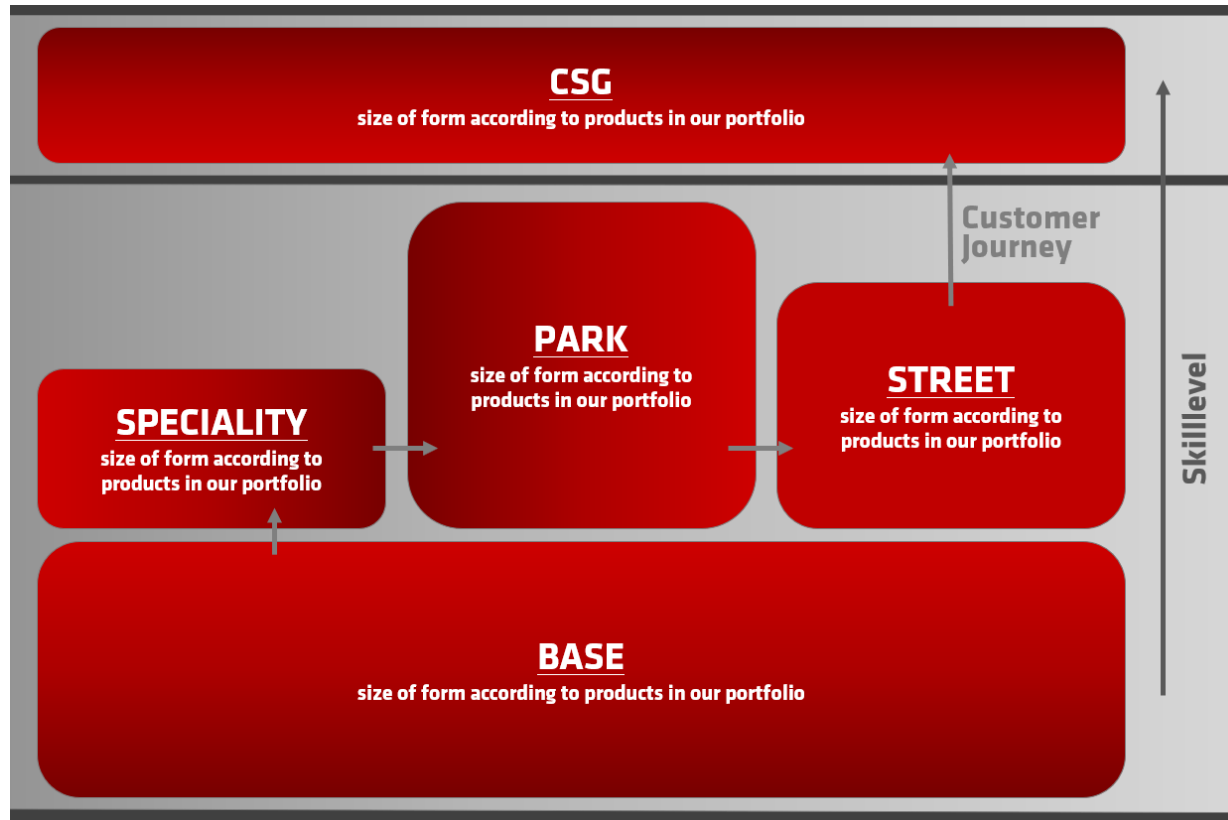 CSG
size of form according to products in our portfolio
Customer
Journey
PARK
size of form according to
products in our portfolio
STREET
size of form according to
products in our portfolio
SPECIALITY
size of form according to
products in our portfolio
Skilllevel
BASE
size of form according to products in our portfolio